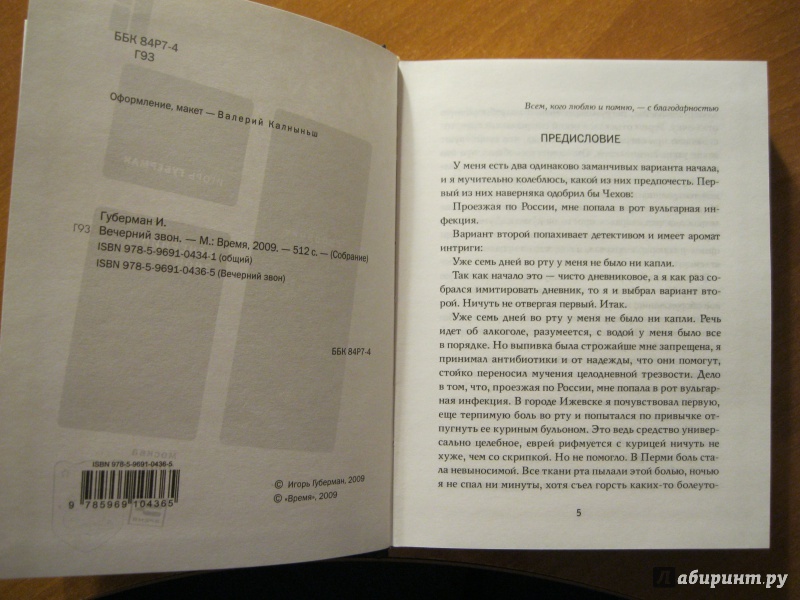 ББК 84Р7-4
Г93
Оформление, макет — Валерий Калныньш
Губерман И.
Г93 Вечерний звон. — М.: Время, 2009. — 512 с. — (Собрание)
ISBN 978-5-9691-0434-1 (общий)
ISBN 978-5-9691-0436-5 (Вечерний звон)
ББК 84Р7-4
ISBN 978-5-9691-0436-5
9 785969 104365
© Игорь Губерман, 2009
© «Время», 2009
Всем, кого люблю и помню, — с благодарностью
ПРЕДИСЛОВИЕ
У меня есть два одинаково заманчивых варианта начала,
и я мучительно колеблюсь, какой из них предпочесть. Пер-
вый из них наверняка одобрил бы Чехов:
Проезжая по России, мне попала в рот вульгарная ин-
фекция.
Вариант второй попахивает детективом и имеет аромат
интриги:
Уже семь дней во рту у меня не было ни капли.
Так как начало это — чисто дневниковое, а я как раз со-
брался имитировать дневник, то я и выбрал вариант вто-
рой. Ничуть не отвергая первый. Итак.
Уже семь дней во рту у меня не было ни капли. Речь
идет об алкоголе, разумеется, с водой у меня было все
в порядке. Но выпивка была строжайше мне запрещена, я
принимал антибиотики и от надежды, что они помогут,
стойко переносил мучения целодневной трезвости. Дело
в том, что, проезжая по России, мне попала в рот вульгар-
ная инфекция. В городе Ижевске я почувствовал первую,
еще терпимую боль во рту и попытался по привычке от-
пугнуть ее куриным бульоном. Это ведь средство универ-
сально целебное, еврей рифмуется с курицей ничуть не
хуже, чем со скрипкой. Но не помогло. В Перми боль ста-
ла невыносимой. Все ткани рта пылали этой болью, ночью
я не спал ни минуты, хотя съел горсть каких-то болеуто-
5
Лабиринт.ру